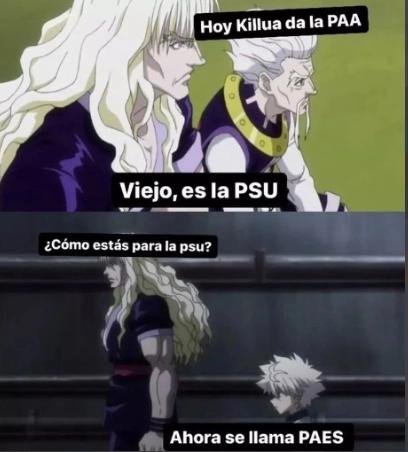 Hoy Killua da la PAA
Viejo, es la PSU
¿Cómo estás para la psu?
Ahora se llama PAES